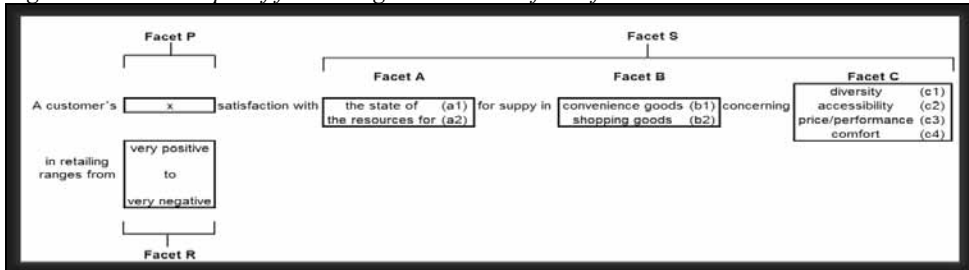 Facet P
Facet S
Facet A
Facet B
Facet C
A customer's
x
satisfaction with
the state of (a1)
the resources for (a2)
for suppy in
convenience goods (b1)
shopping goods (b2)
concerning
diversity (c1)
accessibility (c2)
price/performance (c3)
comfort (c4)
in retailing
ranges from
very positive
to
very negative
Facet R